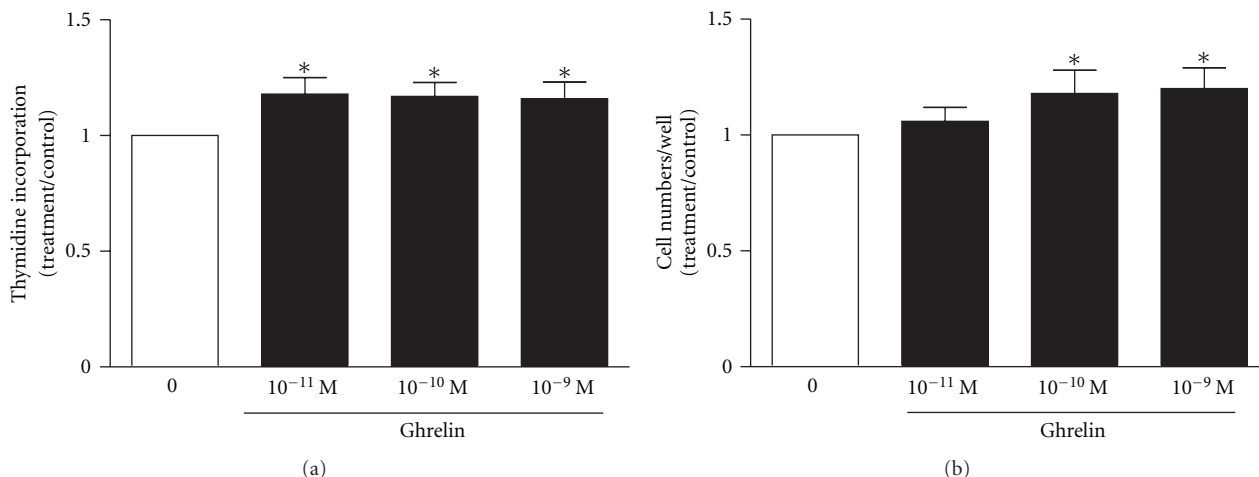 1.5
1
0.5
0
Thymidine incorporation
(treatment/control)
*
*
*
0
10⁻¹¹ M
10⁻¹⁰ M
10⁻⁹ M
Ghrelin
(a)
1.5
1
0.5
0
Cell numbers/well
(treatment/control)
*
*
0
10⁻¹¹ M
10⁻¹⁰ M
10⁻⁹ M
Ghrelin
(b)